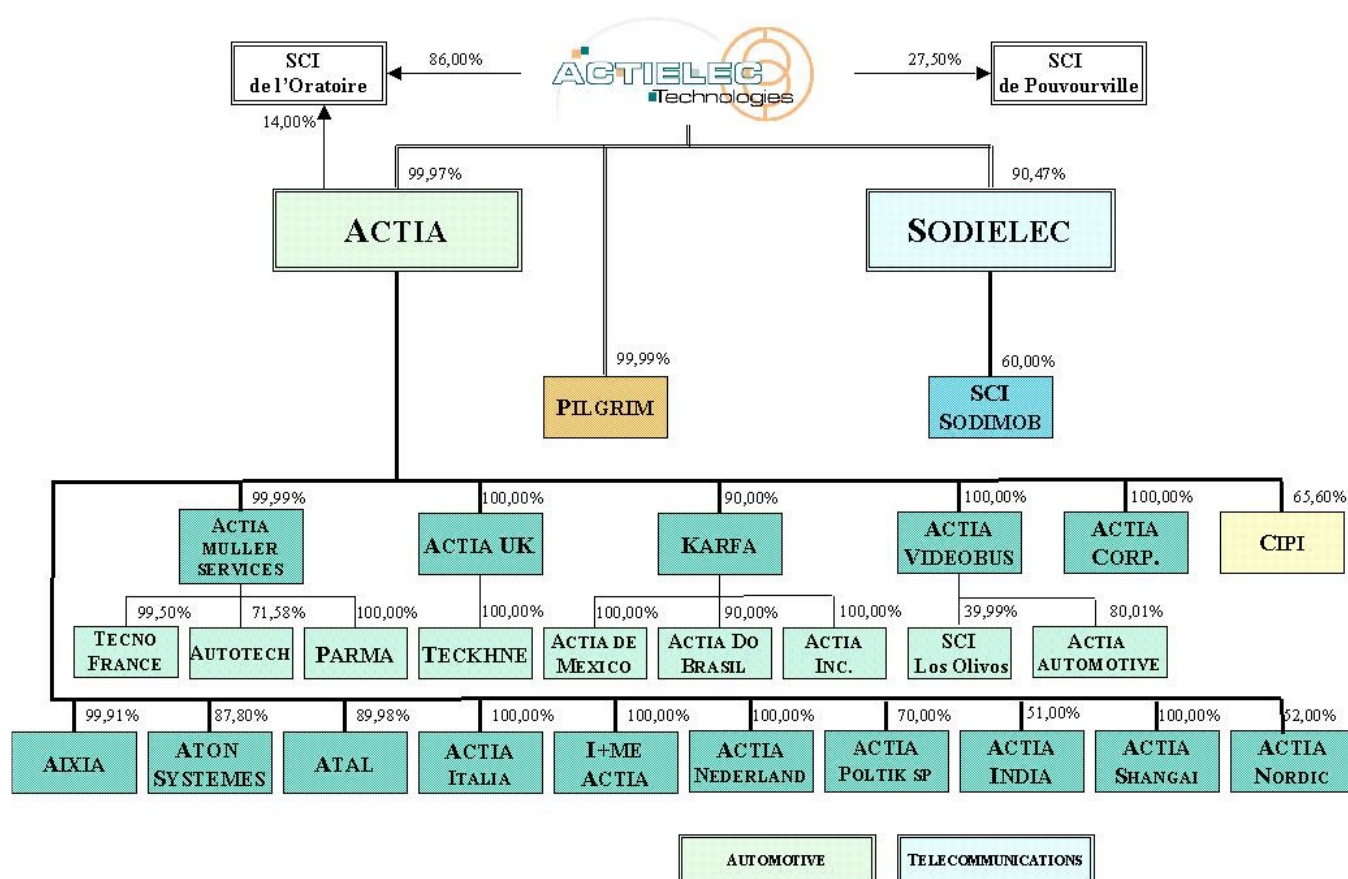 SCI
de l'Oratoire
86,00%
ACTIELEC
Technologies
27,50%
SCI
de Pouvourville
14,00%
99,97%
90,47%
ACTIA
SODIELEC
99,99%
60,00%
PILGRIM
SCI
SODIMOB
99,99%
100,00%
90,00%
100,00%
100,00%
65,60%
ACTIA
MULLER
SERVICES
ACTIA UK
KARFA
ACTIA
VIDEOBUS
ACTIA
CORP.
CIPI
99,50%
71,58%
100,00%
100,00%
100,00%
90,00%
100,00%
39,99%
80,01%
TECNO
FRANCE
AUTOTECH
PARMA
TECKHNE
ACTIA DE
MEXICO
ACTIA DO
BRASIL
ACTIA
INC.
SCI
Los Olivos
ACTIA
AUTOMOTIVE
99,91%
87,80%
89,98%
100,00%
100,00%
100,00%
70,00%
51,00%
100,00%
52,00%
AIXIA
ATON
SYSTEMES
ATAL
ACTIA
ITALIA
I+ME
ACTIA
ACTIA
NEDERLAND
ACTIA
POLTIK SP
ACTIA
INDIA
ACTIA
SHANGAI
ACTIA
NORDIC
AUTOMOTIVE
TELECOMMUNICATIONS